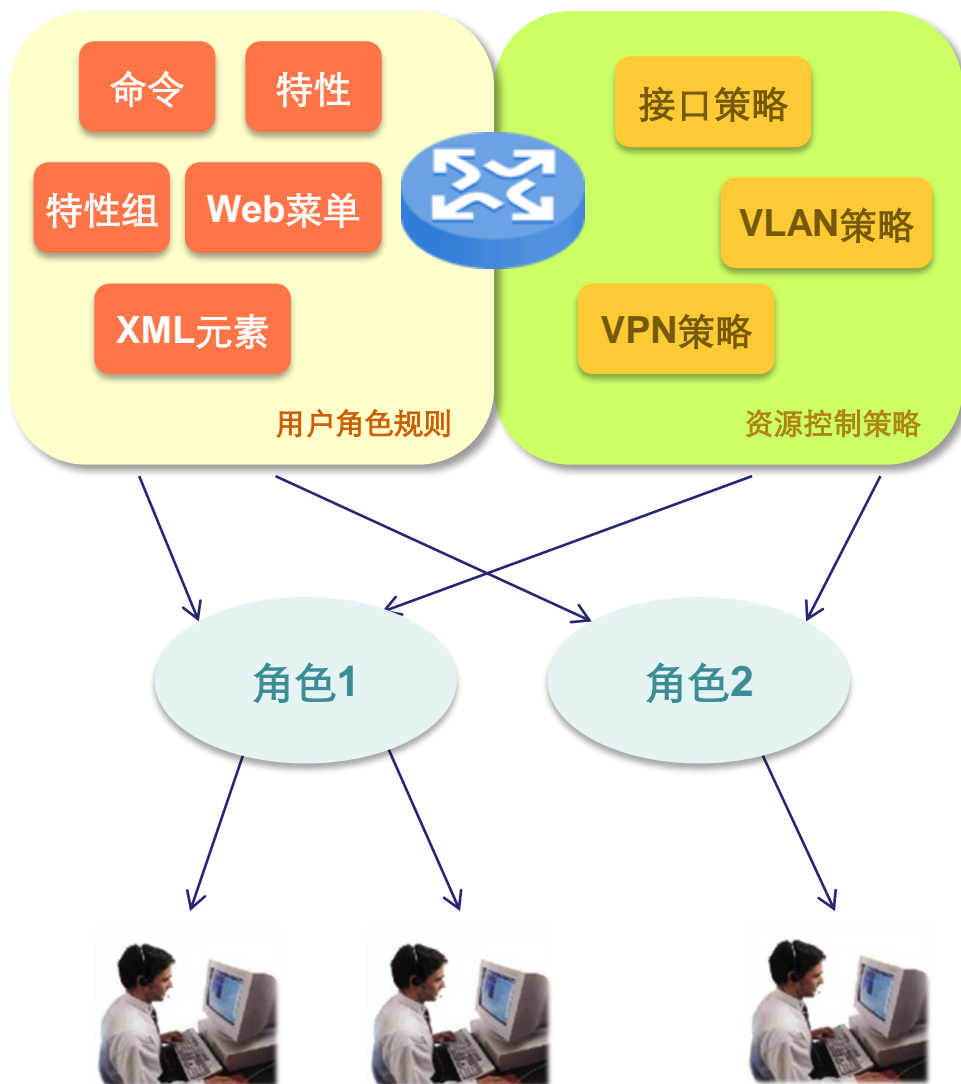 命令
特性
接口策略
特性组
Web菜单
VLAN策略
XML元素
VPN策略
用户角色规则
资源控制策略
角色1
角色2